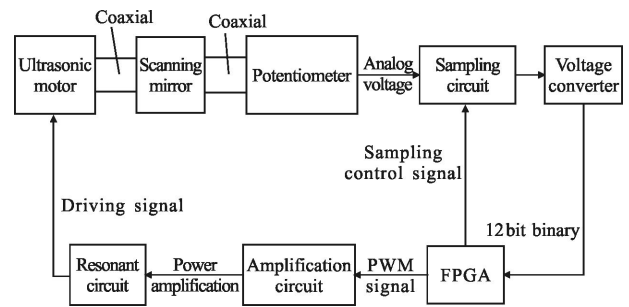 Coaxial
Coaxial
Ultrasonic
motor
Scanning
mirror
Potentiometer
Analog
voltage
Sampling
circuit
Voltage
converter
Sampling
control signal
Driving signal
12bit binary
Resonant
circuit
Power
amplification
Amplification
circuit
PWM
signal
FPGA